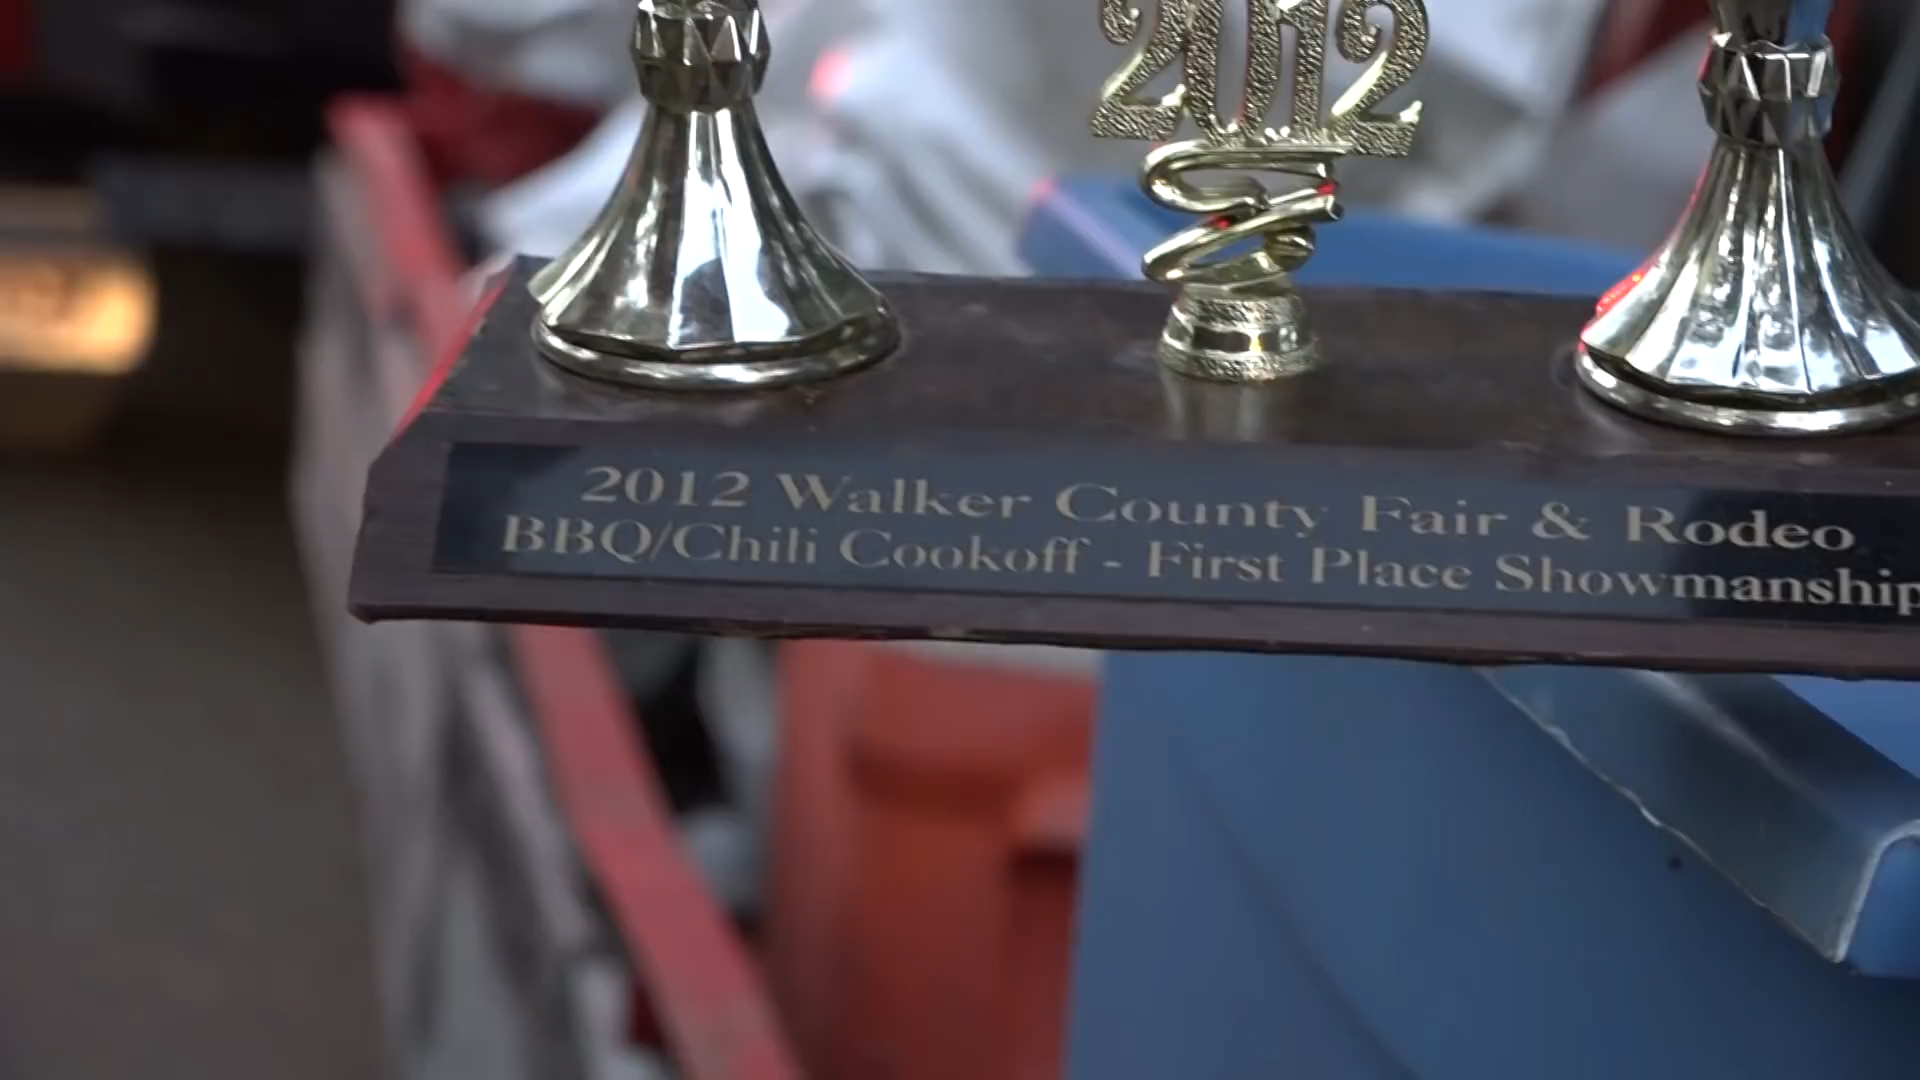 2012
2012 Walker County Fair & Rodeo
BBQ/Chili Cookoff - First Place Showmanship